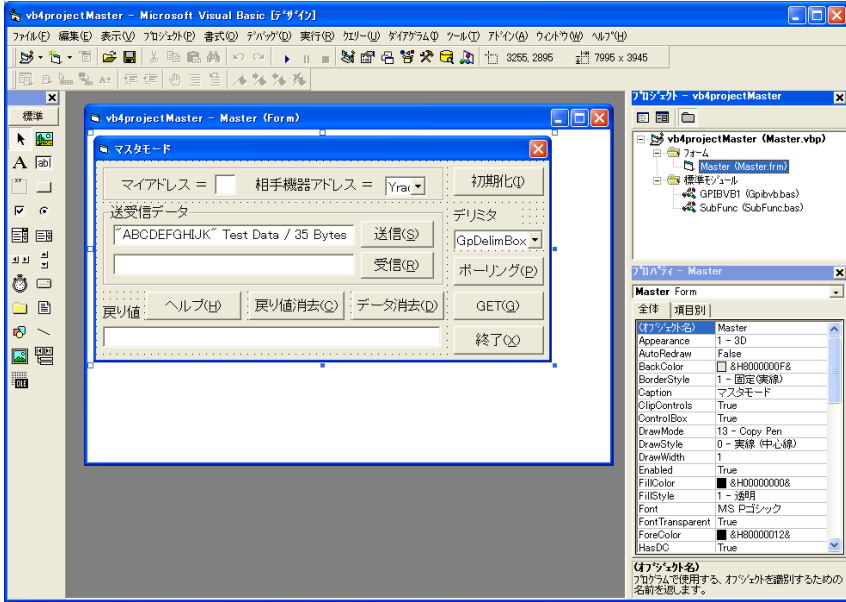 vb4projectMaster - Microsoft Visual Basic [ﾃﾞｻﾞｲﾝ]
ﾌｧｲﾙ(F) 編集(E) 表示(V) ﾌﾟﾛｼﾞｪｸﾄ(P) 書式(O) ﾃﾞﾊﾞｯｸﾞ(D) 実行(R) ｸｴﾘｰ(U) ﾀﾞｲｱｸﾞﾗﾑ(I) ﾂｰﾙ(T) ｱﾄﾞｲﾝ(A) ｳｨﾝﾄﾞｳ(W) ﾍﾙﾌﾟ(H)
3255, 2895 7995 x 3945
標準
vb4projectMaster - Master (Form)
マスタモード
マイアドレス = 相手機器アドレス = Yrac 初期化(I)
送受信データ デリミタ
"ABCDEFGHIJK" Test Data / 35 Bytes 送信(S) GpDelimBox
受信(R) ポーリング(P)
戻り値 ヘルプ(H) 戻り値消去(C) データ消去(D) GET(G)
終了(X)
ﾌﾟﾛｼﾞｪｸﾄ - vb4projectMaster
vb4projectMaster (Master.vbp)
ﾌｫｰﾑ
Master (Master.frm)
標準ﾓｼﾞｭｰﾙ
GPIBVB1 (Gpibvb.bas)
SubFunc (SubFunc.bas)
ﾌﾟﾛﾊﾟﾃｨ - Master
Master Form
全体 項目別
(ｵﾌﾞｼﾞｪｸﾄ名) Master
Appearance 1 - 3D
AutoRedraw False
BackColor &H8000000F&
BorderStyle 1 - 固定(実線)
Caption マスタモード
ClipControls True
ControlBox True
DrawMode 13 - Copy Pen
DrawStyle 0 - 実線 (中心線)
DrawWidth 1
Enabled True
FillColor &H00000000&
FillStyle 1 - 透明
Font ＭＳ Ｐゴシック
FontTransparent True
ForeColor &H80000012&
HasDC True
(ｵﾌﾞｼﾞｪｸﾄ名)
ﾌﾟﾛｸﾞﾗﾑで使用する、ｵﾌﾞｼﾞｪｸﾄを識別するための
名前を返します。